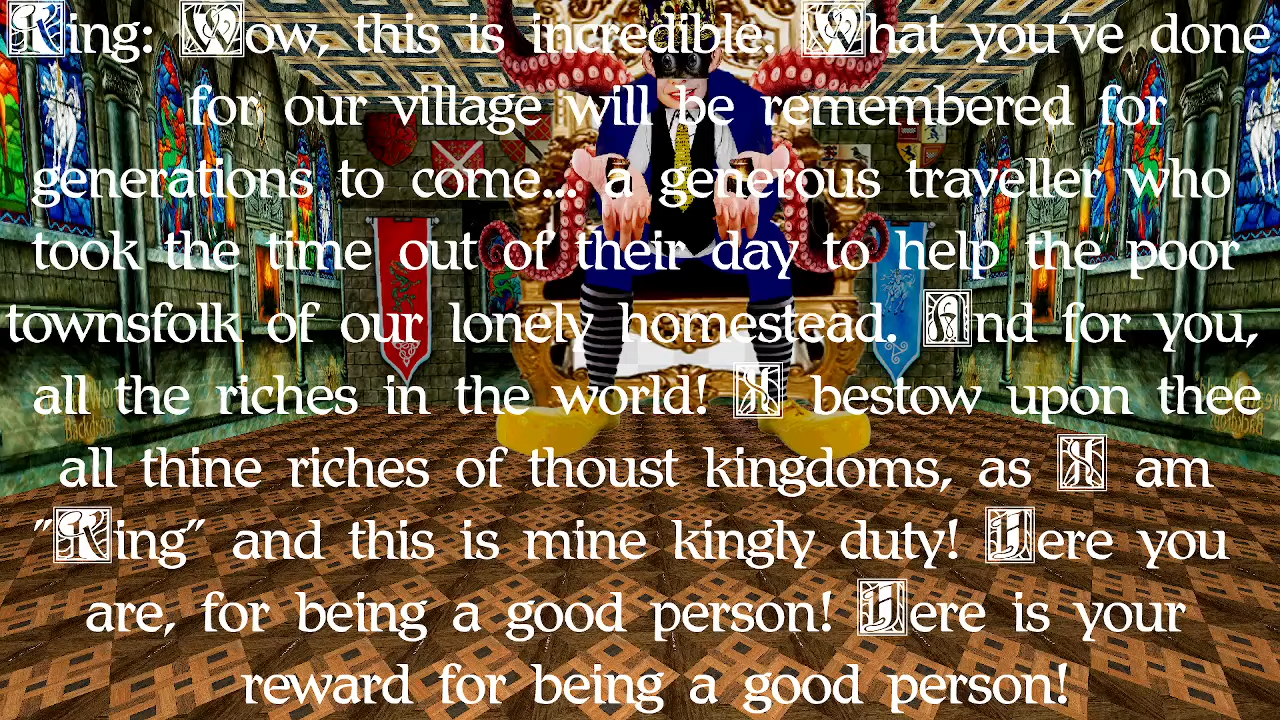 King: Wow, this is incredible. What you've done
for our village will be remembered for
generations to come... a generous traveller who
took the time out of their day to help the poor
townsfolk of our lonely homestead. And for you,
all the riches in the world! I bestow upon thee
all thine riches of thoust kingdoms, as I am
"King" and this is mine kingly duty! Here you
are, for being a good person! Here is your
reward for being a good person!